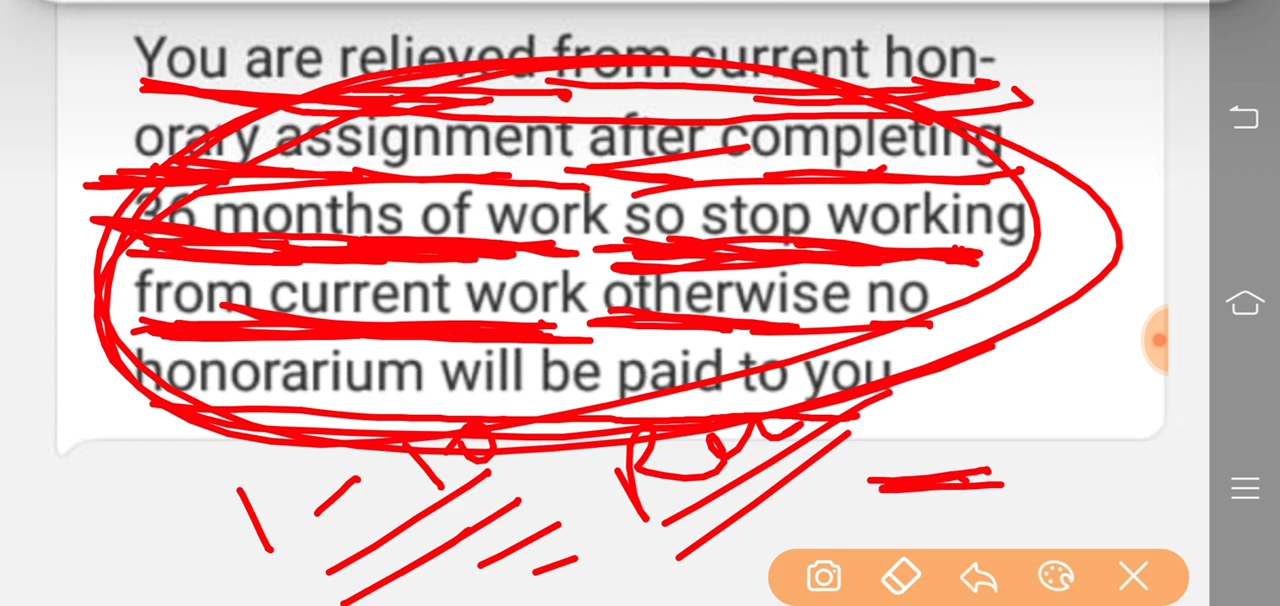 You are relieved from current hon-
orary assignment after completing
36 months of work so stop working
from current work otherwise no
honorarium will be paid to you